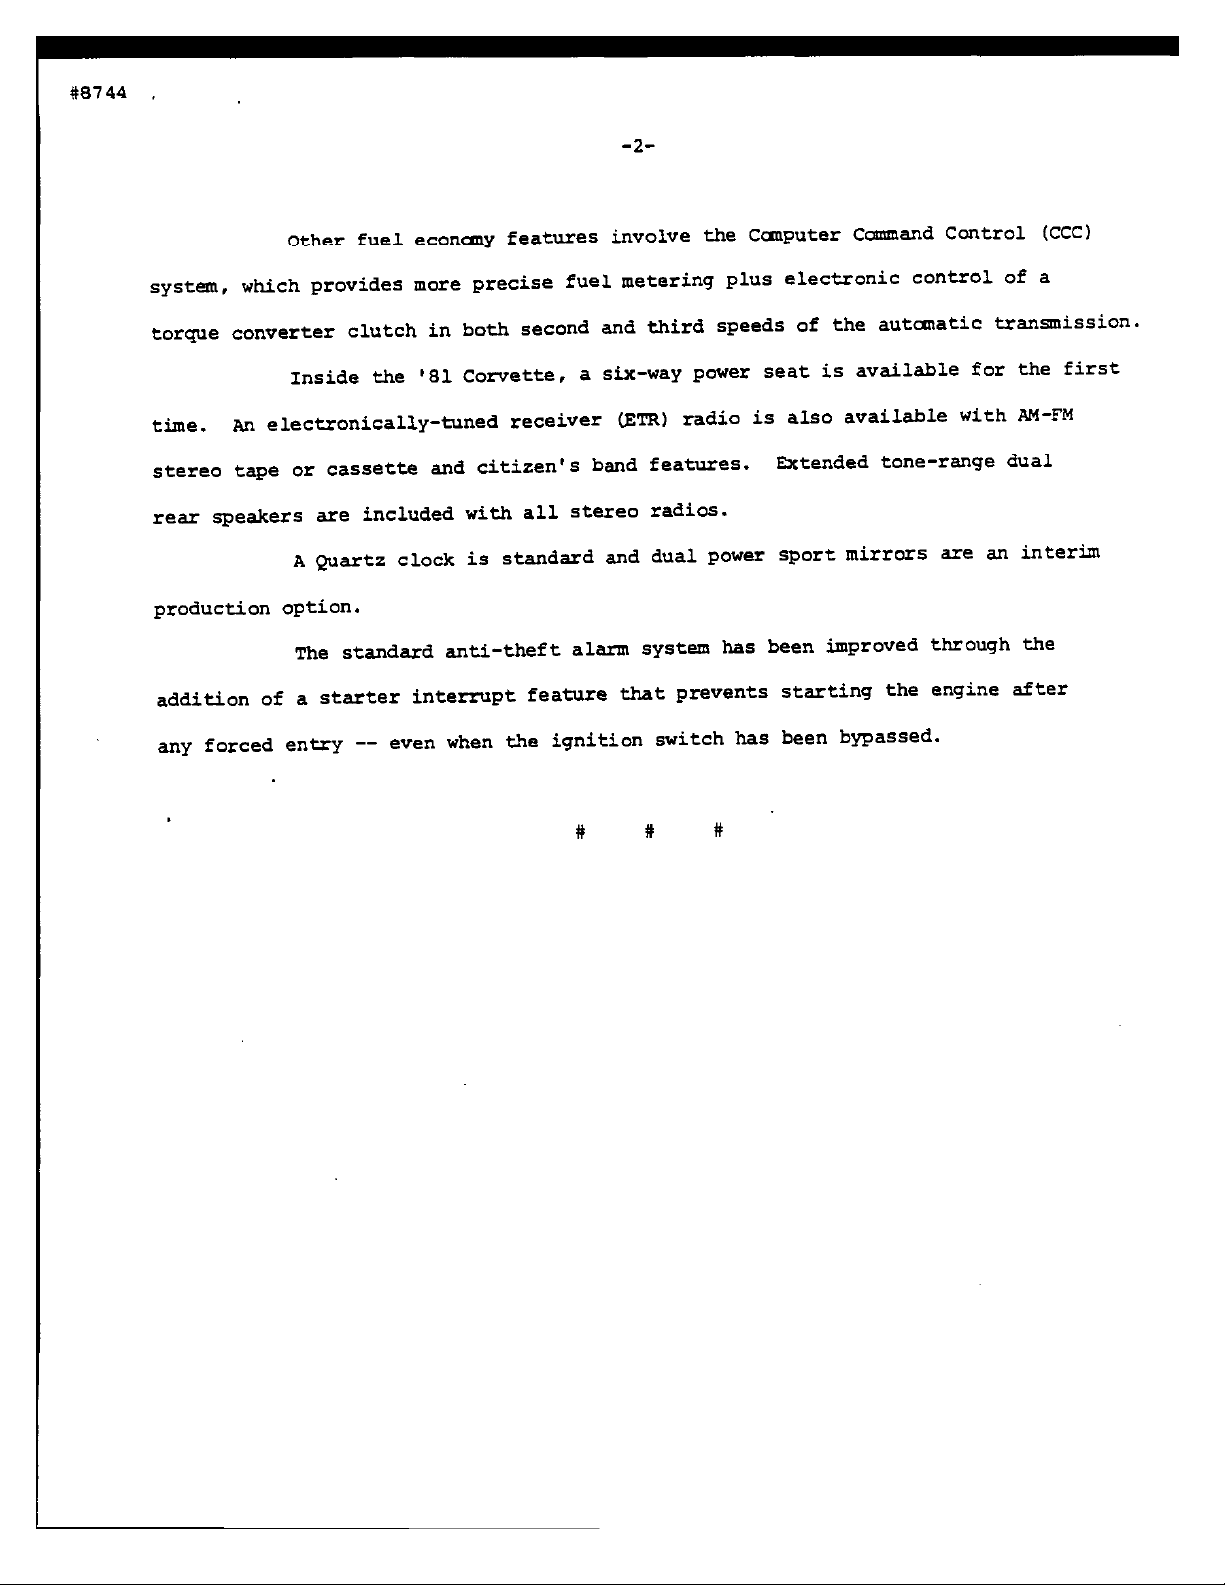 #8744
-2-
Other fuel economy features involve the Computer Command Control (CCC)
system, which provides more precise fuel metering plus electronic control of a
torque converter clutch in both second and third speeds of the automatic transmission.
Inside the '81 Corvette, a six-way power seat is available for the first
time. An electronically-tuned receiver (ETR) radio is also available with AM-FM
stereo tape or cassette and citizen's band features. Extended tone-range dual
rear speakers are included with all stereo radios.
A Quartz clock is standard and dual power sport mirrors are an interim
production option.
The standard anti-theft alarm system has been improved through the
addition of a starter interrupt feature that prevents starting the engine after
any forced entry -- even when the ignition switch has been bypassed.
# # #